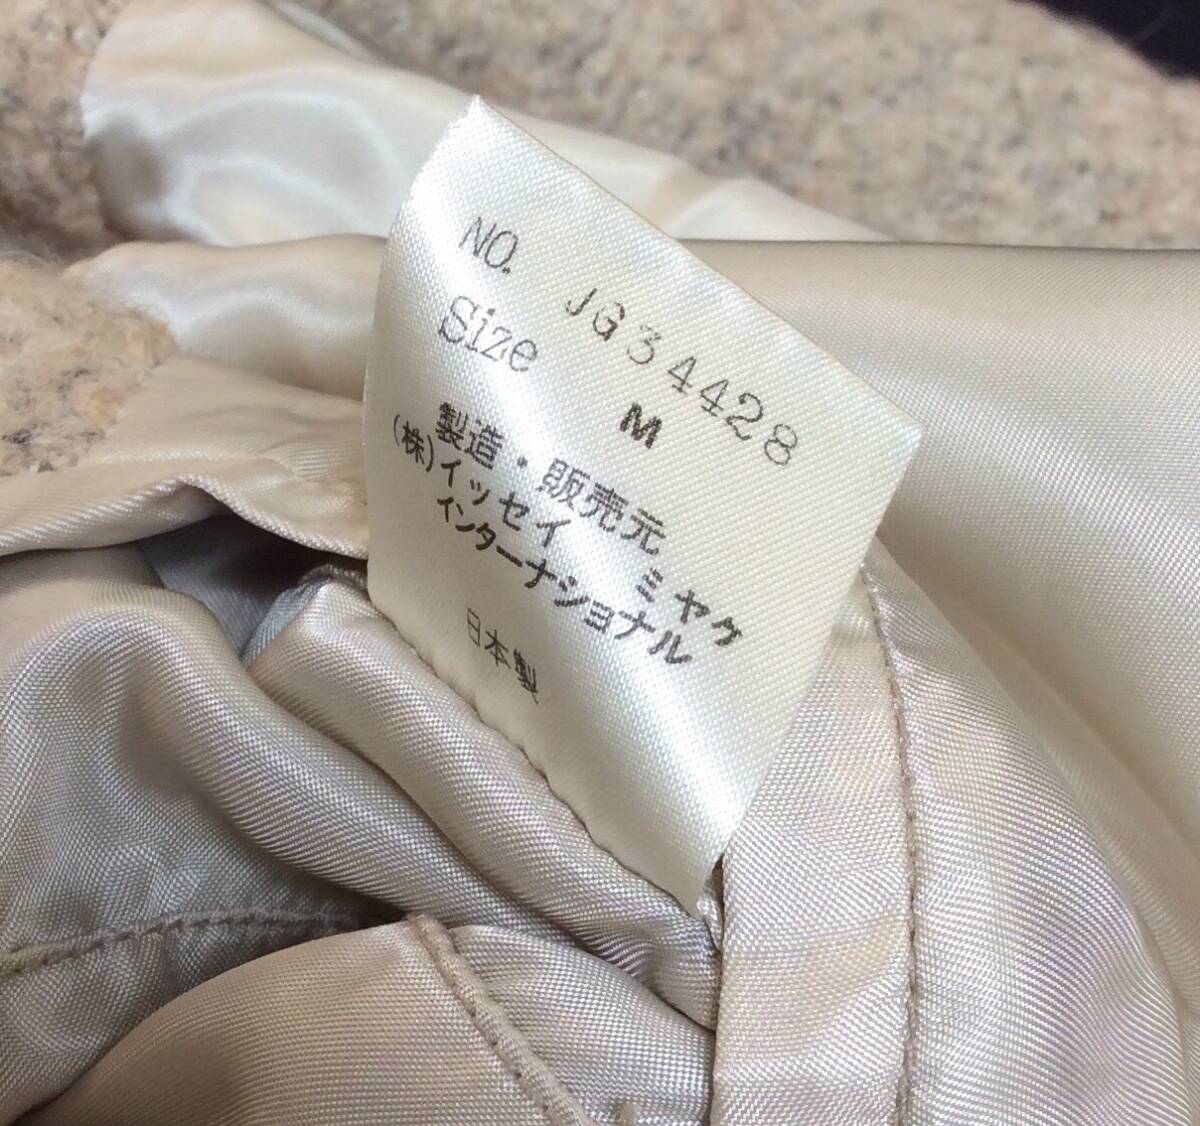 NO. JG34428
Size M
製造・販売元
(株)イッセイ ミヤケ
インターナショナル
日本製